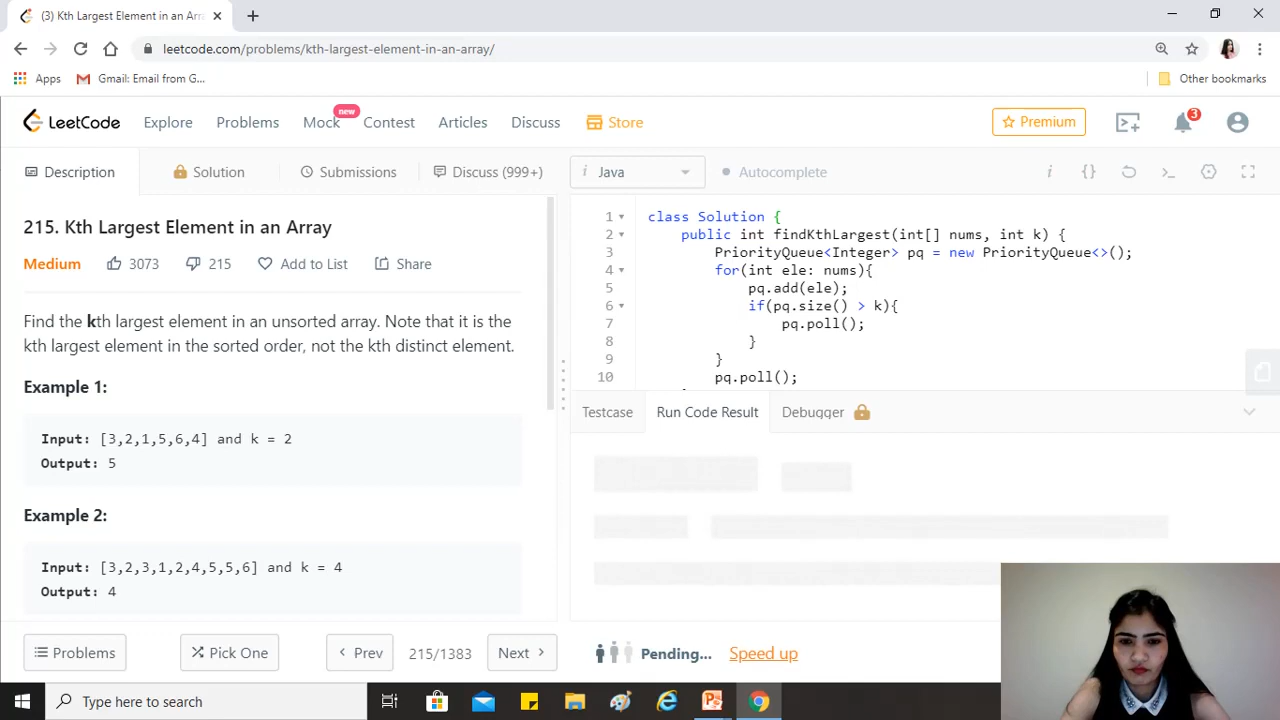 (3) Kth Largest Element in an Arra
leetcode.com/problems/kth-largest-element-in-an-array/
Apps Gmail: Email from G... Other bookmarks
LeetCode Explore Problems Mock new Contest Articles Discuss Store Premium 3
Description Solution Submissions Discuss (999+)
i Java Autocomplete i {}
215. Kth Largest Element in an Array
Medium 3073 215 Add to List Share
Find the kth largest element in an unsorted array. Note that it is the
kth largest element in the sorted order, not the kth distinct element.
Example 1:
Input: [3,2,1,5,6,4] and k = 2
Output: 5
Example 2:
Input: [3,2,3,1,2,4,5,5,6] and k = 4
Output: 4
1 class Solution {
2 public int findKthLargest(int[] nums, int k) {
3 PriorityQueue<Integer> pq = new PriorityQueue<>();
4 for(int ele: nums){
5 pq.add(ele);
6 if(pq.size() > k){
7 pq.poll();
8 }
9 }
10 pq.poll();
Testcase Run Code Result Debugger
Problems Pick One Prev 215/1383 Next Pending... Speed up
Type here to search